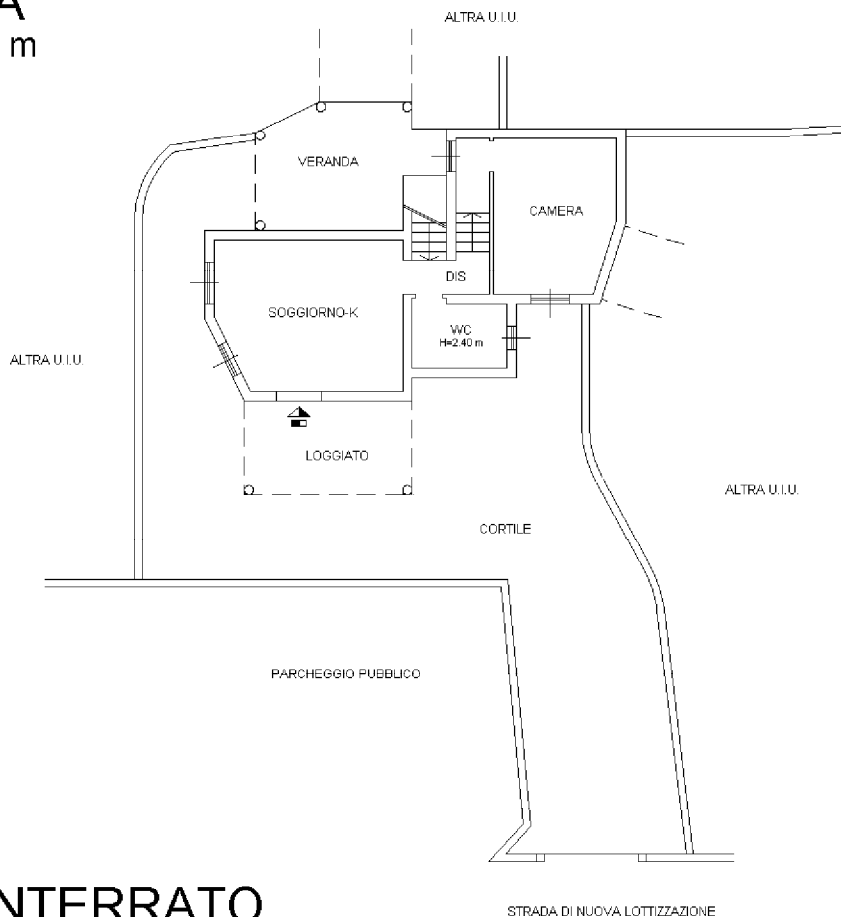 A
m
ALTRA U.I.U.
VERANDA
CAMERA
DIS
SOGGIORNO-K
WC
H=2.40 m
ALTRA U.I.U.
LOGGIATO
ALTRA U.I.U.
CORTILE
PARCHEGGIO PUBBLICO
NTERRATO
STRADA DI NUOVA LOTTIZZAZIONE